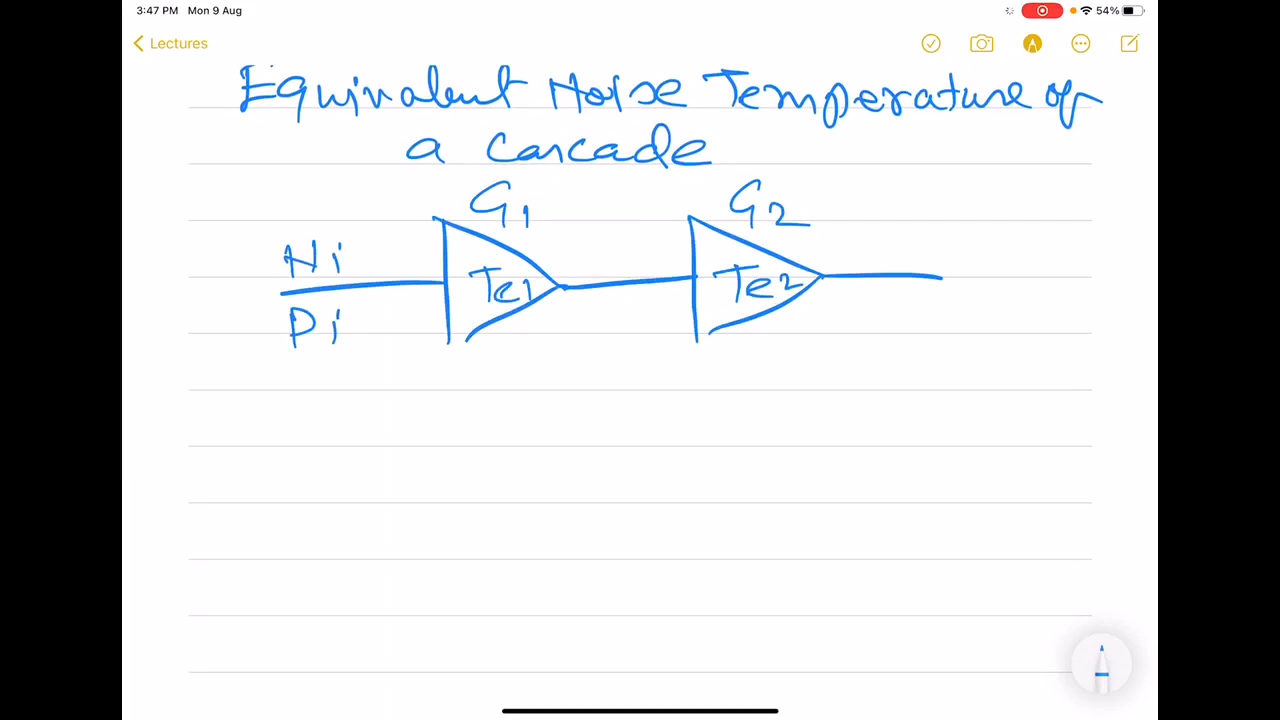 3:47 PM Mon 9 Aug 54%
Lectures
Equivalent Noise Temperature of
a cascade
G1 G2
Ni
Te1 Te2
Pi